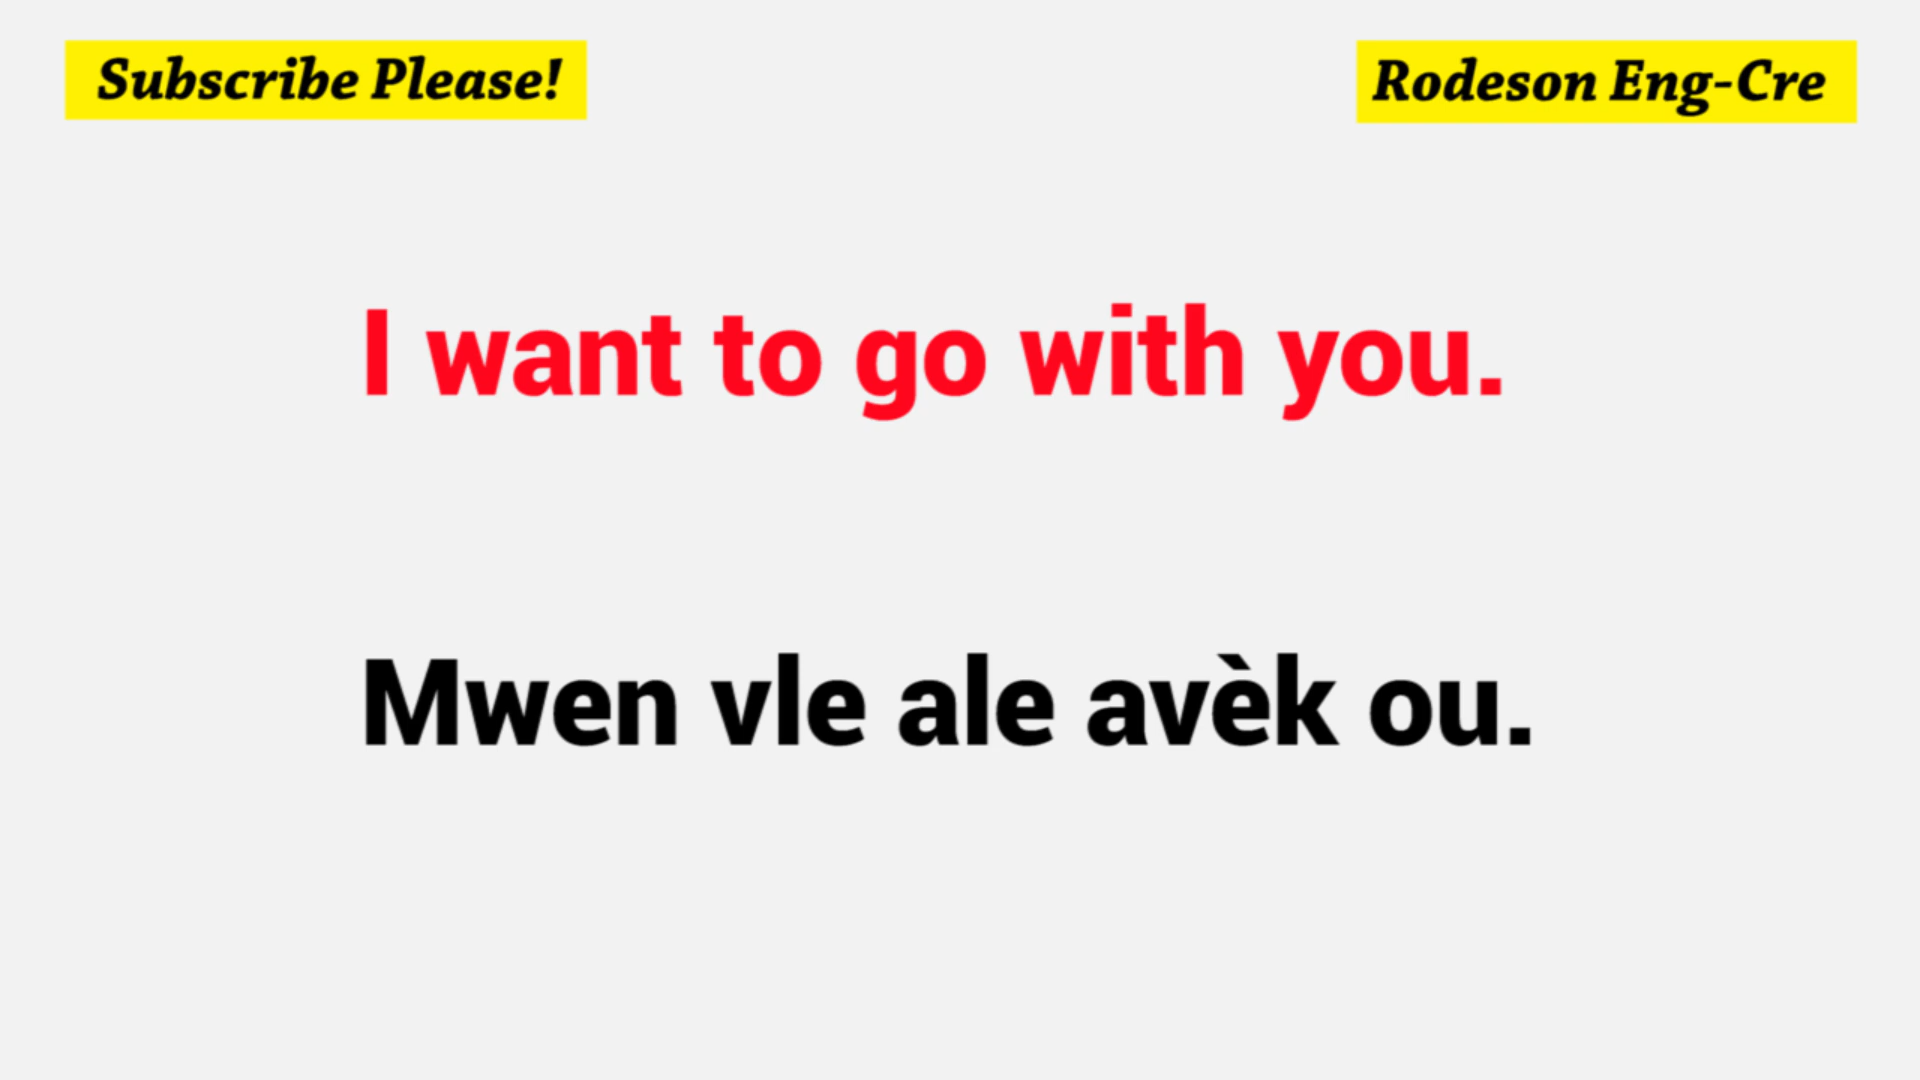 Subscribe Please!
Rodeson Eng-Cre
I want to go with you.
Mwen vle ale avèk ou.